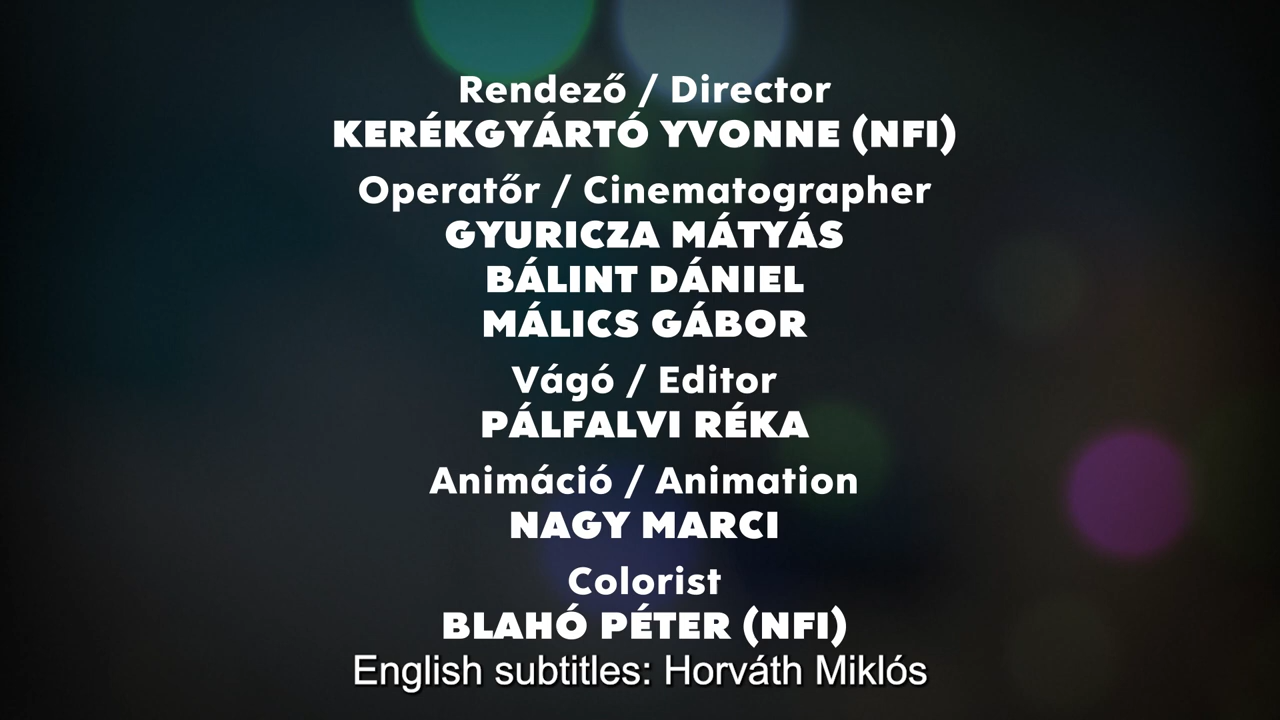 Rendező / Director
KERÉKGYÁRTÓ YVONNE (NFI)
Operatőr / Cinematographer
GYURICZA MÁTYÁS
BÁLINT DÁNIEL
MÁLICS GÁBOR
Vágó / Editor
PÁLFALVI RÉKA
Animáció / Animation
NAGY MARCI
Colorist
BLAHÓ PÉTER (NFI)
English subtitles: Horváth Miklós